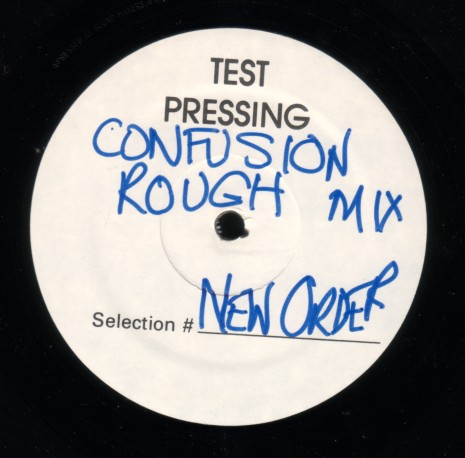 TEST
PRESSING
CONFUSION
ROUGH MIX
Selection # NEW ORDER